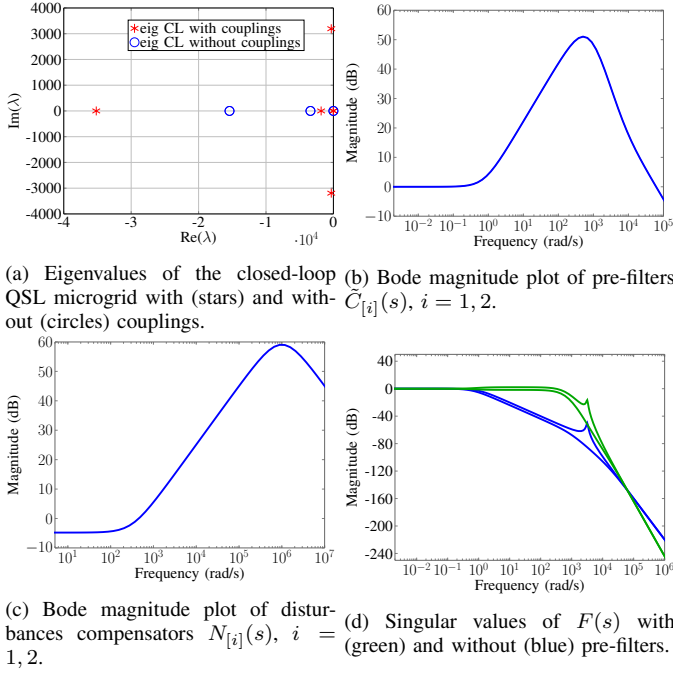 4000
3000
2000
1000
0
-1000
-2000
-3000
-4000
Im(λ)
eig CL with couplings
eig CL without couplings
-4 -3 -2 -1 0
Re(λ)
·10⁴
(a) Eigenvalues of the closed-loop
QSL microgrid with (stars) and with-
out (circles) couplings.
60
50
40
30
20
10
0
−10
Magnitude (dB)
10⁻² 10⁻¹ 10⁰ 10¹ 10² 10³ 10⁴ 10⁵
Frequency (rad/s)
(b) Bode magnitude plot of pre-filters
C̃[i](s), i = 1, 2.
60
50
40
30
20
10
0
−10
Magnitude (dB)
10¹ 10² 10³ 10⁴ 10⁵ 10⁶ 10⁷
Frequency (rad/s)
(c) Bode magnitude plot of distur-
bances compensators N[i](s), i =
1, 2.
40
0
-40
-80
-120
-160
-200
-240
Magnitude (dB)
10⁻² 10⁻¹ 10⁰ 10¹ 10² 10³ 10⁴ 10⁵ 10⁶
Frequency (rad/s)
(d) Singular values of F(s) with
(green) and without (blue) pre-filters.